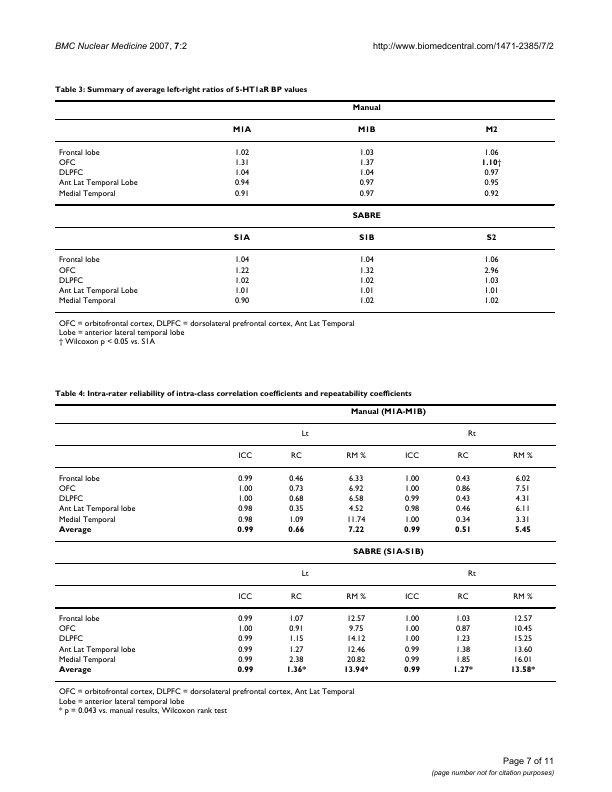 BMC Nuclear Medicine 2007, 7:2 http://www.biomedcentral.com/1471-2385/7/2
Table 3: Summary of average left-right ratios of 5-HT1aR BP values
Manual
M1A M1B M2
Frontal lobe 1.02 1.03 1.06
OFC 1.31 1.37 1.10†
DLPFC 1.04 1.04 0.97
Ant Lat Temporal Lobe 0.94 0.97 0.95
Medial Temporal 0.91 0.97 0.92
SABRE
S1A S1B S2
Frontal lobe 1.04 1.04 1.06
OFC 1.22 1.32 2.96
DLPFC 1.02 1.02 1.03
Ant Lat Temporal Lobe 1.01 1.01 1.01
Medial Temporal 0.90 1.02 1.02
OFC = orbitofrontal cortex, DLPFC = dorsolateral prefrontal cortex, Ant Lat Temporal
Lobe = anterior lateral temporal lobe
† Wilcoxon p < 0.05 vs. S1A
Table 4: Intra-rater reliability of intra-class correlation coefficients and repeatability coefficients
Manual (M1A-M1B)
Lt Rt
ICC RC RM % ICC RC RM %
Frontal lobe 0.99 0.46 6.33 1.00 0.43 6.02
OFC 1.00 0.73 6.92 1.00 0.86 7.51
DLPFC 1.00 0.68 6.58 0.99 0.43 4.31
Ant Lat Temporal lobe 0.98 0.35 4.52 0.98 0.46 6.11
Medial Temporal 0.98 1.09 11.74 1.00 0.34 3.31
Average 0.99 0.66 7.22 0.99 0.51 5.45
SABRE (S1A-S1B)
Lt Rt
ICC RC RM % ICC RC RM %
Frontal lobe 0.99 1.07 12.57 1.00 1.03 12.57
OFC 1.00 0.91 9.75 1.00 0.87 10.45
DLPFC 0.99 1.15 14.12 1.00 1.23 15.25
Ant Lat Temporal lobe 0.99 1.27 12.46 0.99 1.38 13.60
Medial Temporal 0.99 2.38 20.82 0.99 1.85 16.01
Average 0.99 1.36* 13.94* 0.99 1.27* 13.58*
OFC = orbitofrontal cortex, DLPFC = dorsolateral prefrontal cortex, Ant Lat Temporal
Lobe = anterior lateral temporal lobe
* p = 0.043 vs. manual results, Wilcoxon rank test
Page 7 of 11
(page number not for citation purposes)